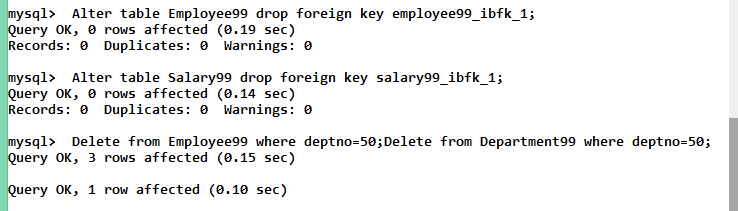 mysql>  Alter table Employee99 drop foreign key employee99_ibfk_1;
Query OK, 0 rows affected (0.19 sec)
Records: 0  Duplicates: 0  Warnings: 0
mysql>  Alter table Salary99 drop foreign key salary99_ibfk_1;
Query OK, 0 rows affected (0.14 sec)
Records: 0  Duplicates: 0  Warnings: 0
mysql>  Delete from Employee99 where deptno=50;Delete from Department99 where deptno=50;
Query OK, 3 rows affected (0.15 sec)
Query OK, 1 row affected (0.10 sec)